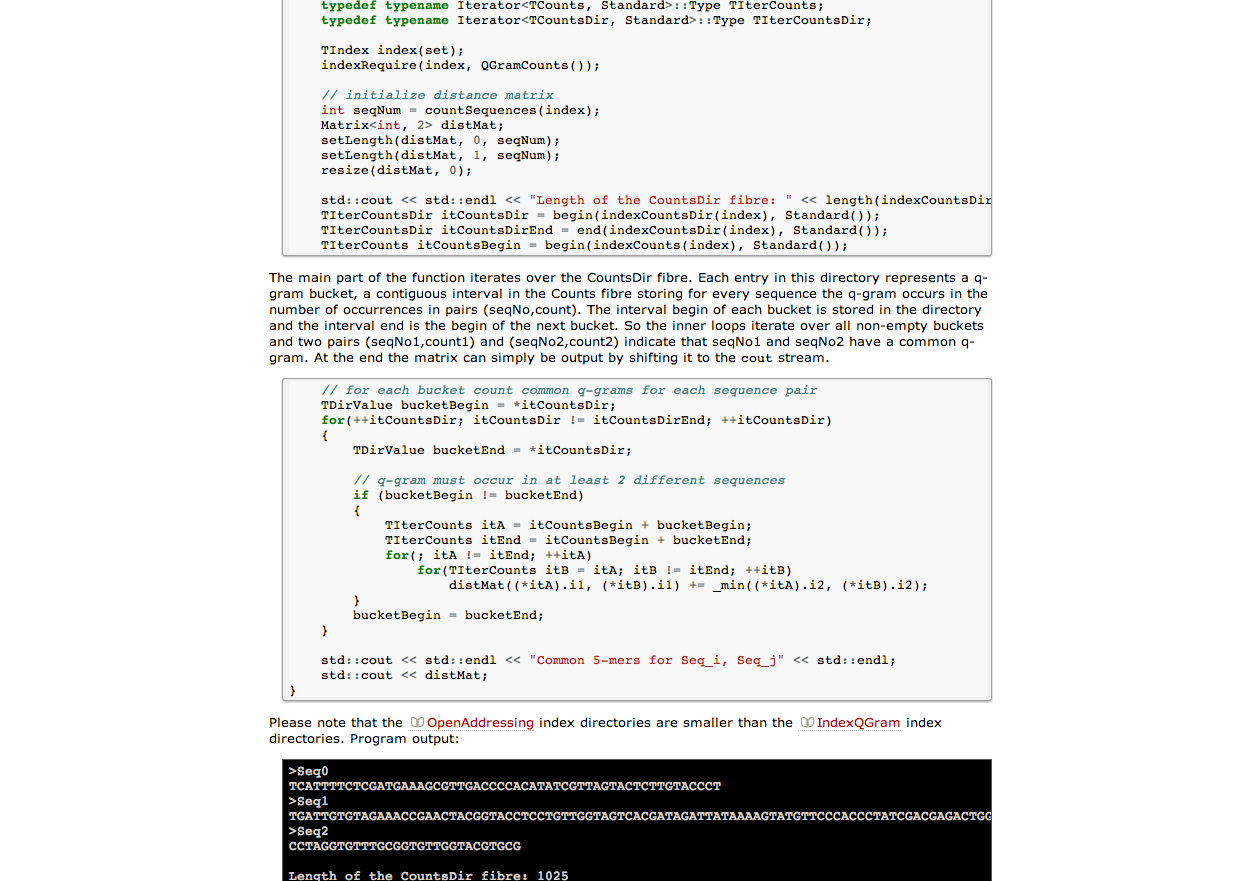 typedef typename Iterator<TCounts, Standard>::Type TIterCounts;
typedef typename Iterator<TCountsDir, Standard>::Type TIterCountsDir;
TIndex index(set);
indexRequire(index, QGramCounts());
// initialize distance matrix
int seqNum = countSequences(index);
Matrix<int, 2> distMat;
setLength(distMat, 0, seqNum);
setLength(distMat, 1, seqNum);
resize(distMat, 0);
std::cout << std::endl << "Length of the CountsDir fibre: " << length(indexCountsDir
TIterCountsDir itCountsDir = begin(indexCountsDir(index), Standard());
TIterCountsDir itCountsDirEnd = end(indexCountsDir(index), Standard());
TIterCounts itCountsBegin = begin(indexCounts(index), Standard());
The main part of the function iterates over the CountsDir fibre. Each entry in this directory represents a q-
gram bucket, a contiguous interval in the Counts fibre storing for every sequence the q-gram occurs in the
number of occurrences in pairs (seqNo,count). The interval begin of each bucket is stored in the directory
and the interval end is the begin of the next bucket. So the inner loops iterate over all non-empty buckets
and two pairs (seqNo1,count1) and (seqNo2,count2) indicate that seqNo1 and seqNo2 have a common q-
gram. At the end the matrix can simply be output by shifting it to the cout stream.
// for each bucket count common q-grams for each sequence pair
TDirValue bucketBegin = *itCountsDir;
for(++itCountsDir; itCountsDir != itCountsDirEnd; ++itCountsDir)
{
TDirValue bucketEnd = *itCountsDir;
// q-gram must occur in at least 2 different sequences
if (bucketBegin != bucketEnd)
{
TIterCounts itA = itCountsBegin + bucketBegin;
TIterCounts itEnd = itCountsBegin + bucketEnd;
for(; itA != itEnd; ++itA)
for(TIterCounts itB = itA; itB != itEnd; ++itB)
distMat((*itA).i1, (*itB).i1) += _min((*itA).i2, (*itB).i2);
}
bucketBegin = bucketEnd;
}
std::cout << std::endl << "Common 5-mers for Seq_i, Seq_j" << std::endl;
std::cout << distMat;
}
Please note that the OpenAddressing index directories are smaller than the IndexQGram index
directories. Program output:
>Seq0
TCATTTTCTCGATGAAAGCGTTGACCCCACATATCGTTAGTACTCTTGTACCCT
>Seq1
TGATTGTGTAGAAACCGAACTACGGTACCTCCTGTTGGTAGTCACGATAGATTATAAAAGTATGTTCCCACCCTATCGACGAGACTGG
>Seq2
CCTAGGTGTTTGCGGTGTTGGTACGTGCG
Length of the CountsDir fibre: 1025